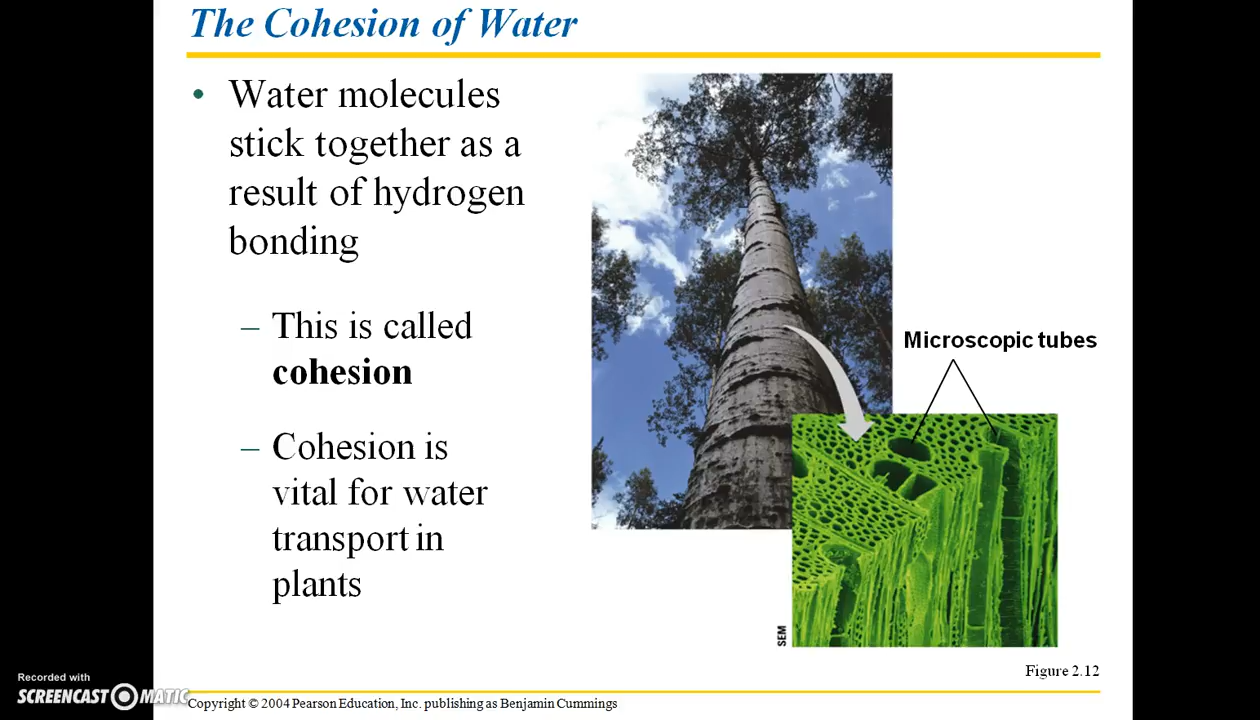 The Cohesion of Water
• Water molecules
stick together as a
result of hydrogen
bonding
– This is called
cohesion
– Cohesion is
vital for water
transport in
plants
Microscopic tubes
SEM
Figure 2.12
Recorded with
SCREENCAST MATIC
Copyright © 2004 Pearson Education, Inc. publishing as Benjamin Cummings